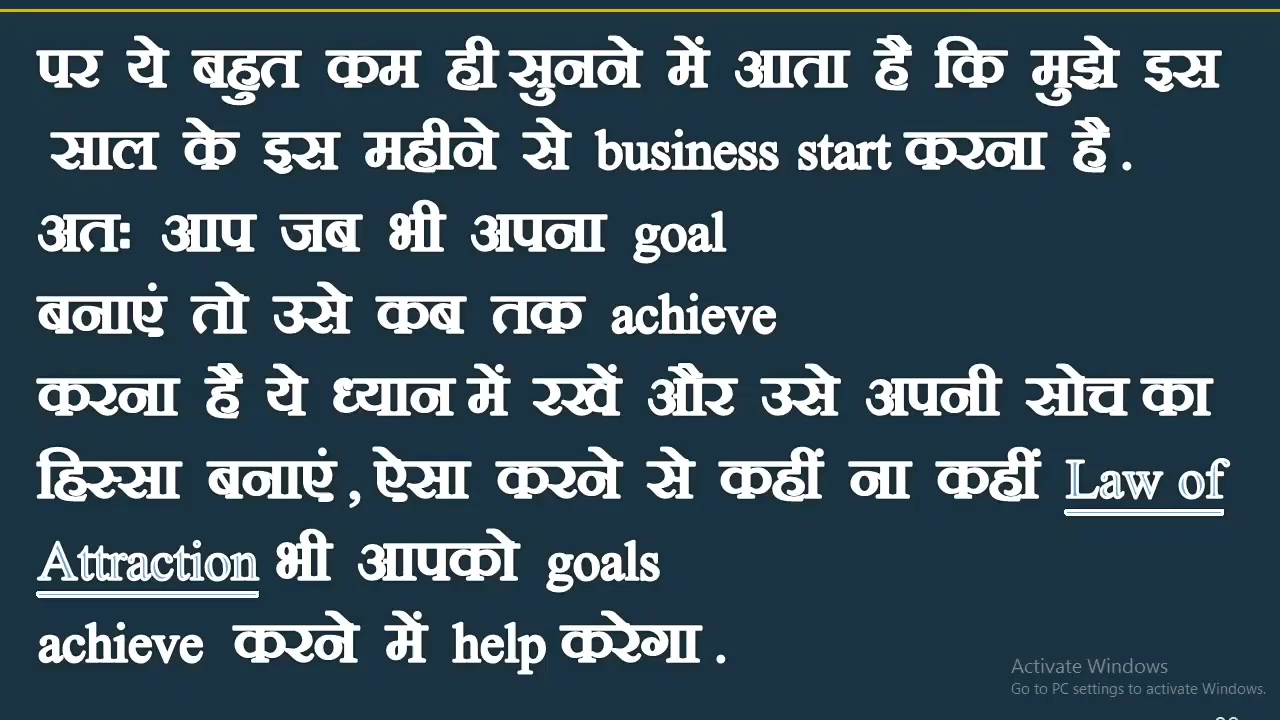 पर ये बहुत कम ही सुनने में आता है कि मुझे इस
साल के इस महीने से business start करना है .
अतः आप जब भी अपना goal
बनाएं तो उसे कब तक achieve
करना है ये ध्यान में रखें और उसे अपनी सोच का
हिस्सा बनाएं , ऐसा करने से कहीं ना कहीं Law of
Attraction भी आपको goals
achieve करने में help करेगा .
Activate Windows
Go to PC settings to activate Windows.